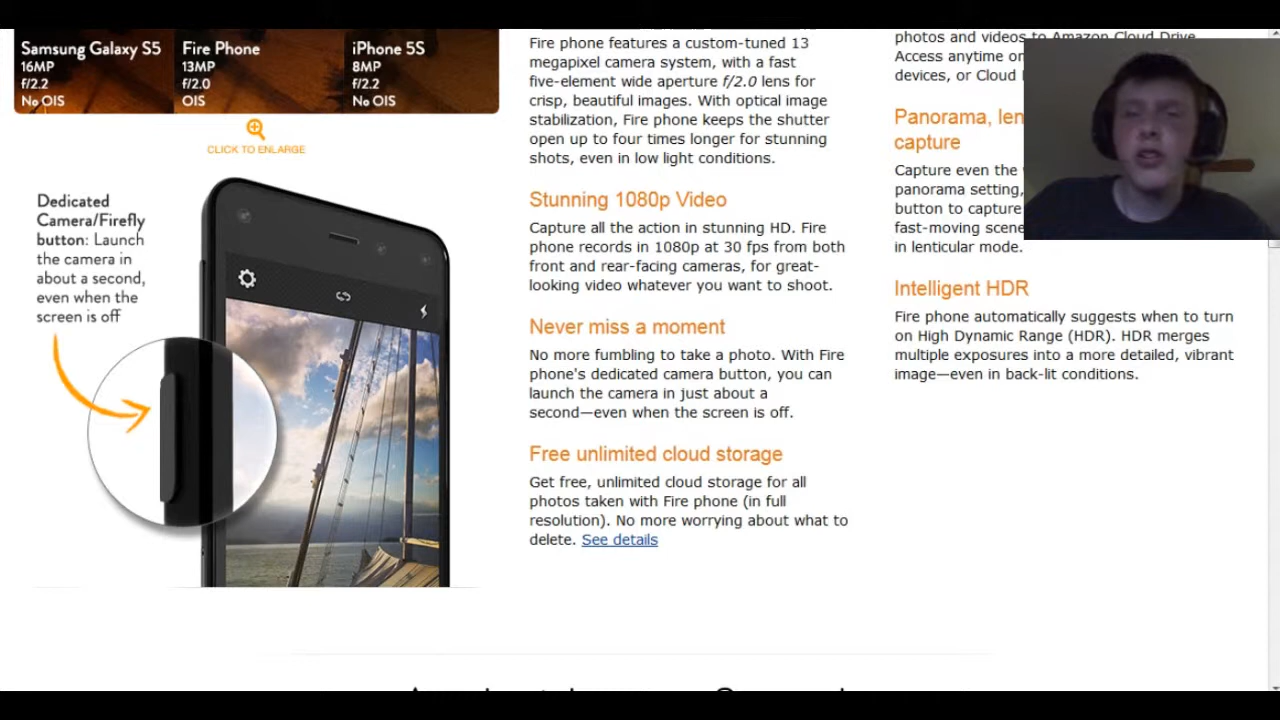 Samsung Galaxy S5
16MP
f/2.2
No OIS
Fire Phone
13MP
f/2.0
OIS
iPhone 5S
8MP
f/2.2
No OIS
CLICK TO ENLARGE
Dedicated
Camera/Firefly
button: Launch
the camera in
about a second,
even when the
screen is off
Fire phone features a custom-tuned 13
megapixel camera system, with a fast
five-element wide aperture f/2.0 lens for
crisp, beautiful images. With optical image
stabilization, Fire phone keeps the shutter
open up to four times longer for stunning
shots, even in low light conditions.
Stunning 1080p Video
Capture all the action in stunning HD. Fire
phone records in 1080p at 30 fps from both
front and rear-facing cameras, for great-
looking video whatever you want to shoot.
Never miss a moment
No more fumbling to take a photo. With Fire
phone's dedicated camera button, you can
launch the camera in just about a
second—even when the screen is off.
Free unlimited cloud storage
Get free, unlimited cloud storage for all
photos taken with Fire phone (in full
resolution). No more worrying about what to
delete. See details
photos and videos to Amazon Cloud Drive.
Access anytime on
devices, or Cloud
Panorama,
capture
Capture even the
panorama setting,
button to capture
fast-moving scene
in lenticular mode.
Intelligent HDR
Fire phone automatically suggests when to turn
on High Dynamic Range (HDR). HDR merges
multiple exposures into a more detailed, vibrant
image—even in back-lit conditions.